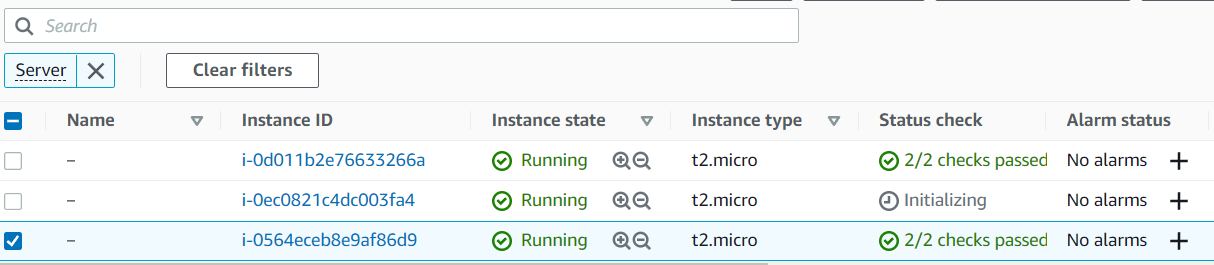 Search
Server
Clear filters
Name Instance ID Instance state Instance type Status check Alarm status
– i-0d011b2e76633266a Running t2.micro 2/2 checks passed No alarms +
– i-0ec0821c4dc003fa4 Running t2.micro Initializing No alarms +
– i-0564eceb8e9af86d9 Running t2.micro 2/2 checks passed No alarms +